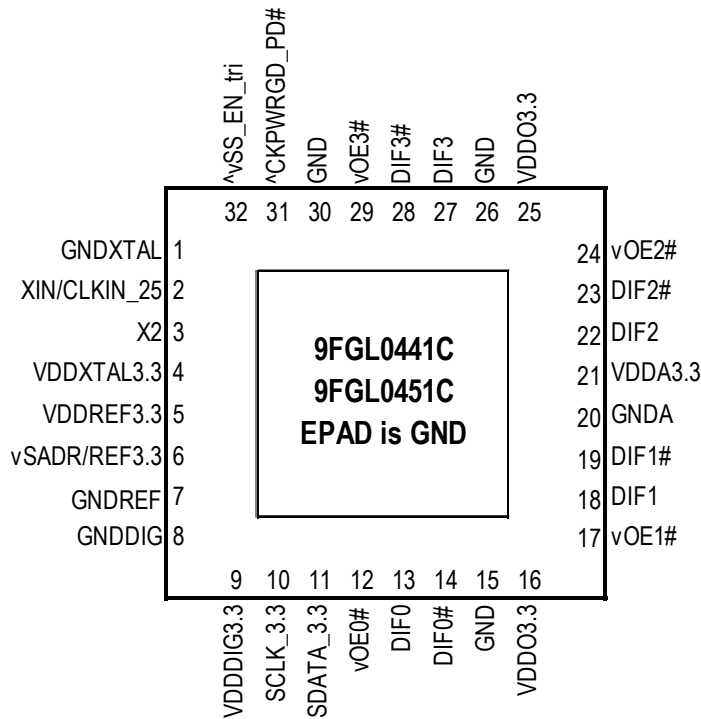 ^vSS_EN_tri
^CKPWRGD_PD#
GND
vOE3#
DIF3#
DIF3
GND
VDDO3.3
32 31 30 29 28 27 26 25
GNDXTAL 1
XIN/CLKIN_25 2
X2 3
VDDXTAL3.3 4
VDDREF3.3 5
vSADR/REF3.3 6
GNDREF 7
GNDDIG 8
9FGL0441C
9FGL0451C
EPAD is GND
24 vOE2#
23 DIF2#
22 DIF2
21 VDDA3.3
20 GNDA
19 DIF1#
18 DIF1
17 vOE1#
9 10 11 12 13 14 15 16
VDDDIG3.3
SCLK_3.3
SDATA_3.3
vOE0#
DIF0
DIF0#
GND
VDDO3.3